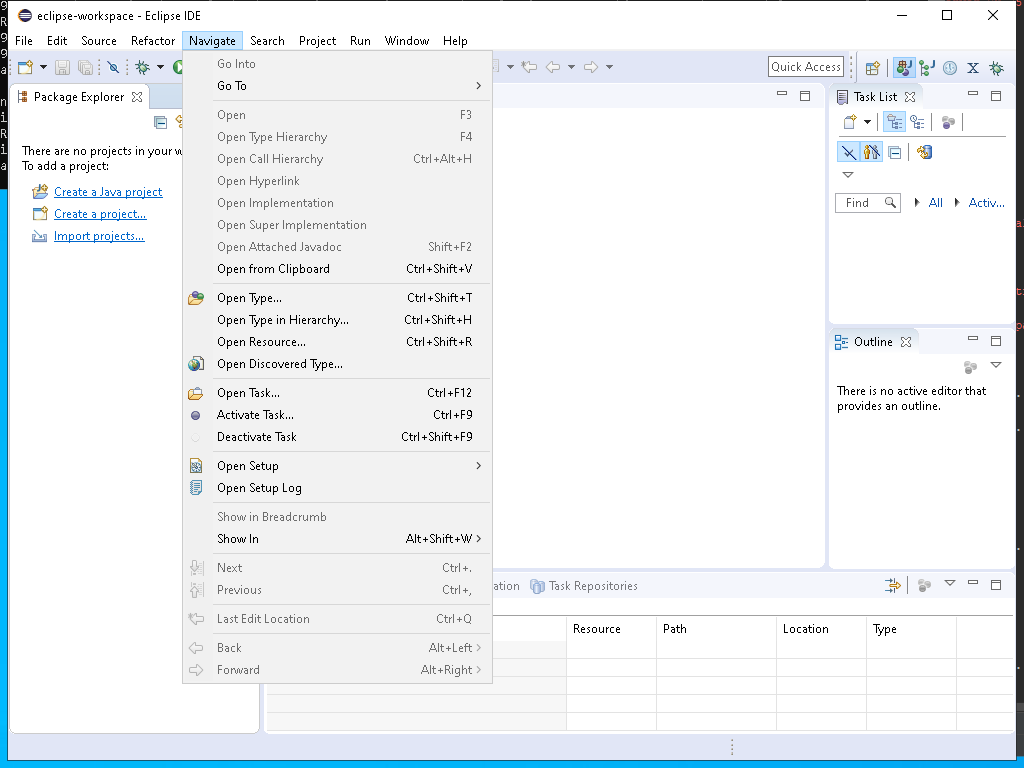 eclipse-workspace - Eclipse IDE
File Edit Source Refactor Navigate Search Project Run Window Help
Quick Access
Package Explorer
There are no projects in your w
To add a project:
Create a Java project
Create a project...
Import projects...
Go Into
Go To
Open F3
Open Type Hierarchy F4
Open Call Hierarchy Ctrl+Alt+H
Open Hyperlink
Open Implementation
Open Super Implementation
Open Attached Javadoc Shift+F2
Open from Clipboard Ctrl+Shift+V
Open Type... Ctrl+Shift+T
Open Type in Hierarchy... Ctrl+Shift+H
Open Resource... Ctrl+Shift+R
Open Discovered Type...
Open Task... Ctrl+F12
Activate Task... Ctrl+F9
Deactivate Task Ctrl+Shift+F9
Open Setup
Open Setup Log
Show in Breadcrumb
Show In Alt+Shift+W
Next Ctrl+.
Previous Ctrl+,
Last Edit Location Ctrl+Q
Back Alt+Left
Forward Alt+Right
Task List
Find All Activ...
Outline
There is no active editor that
provides an outline.
ation Task Repositories
Resource Path Location Type